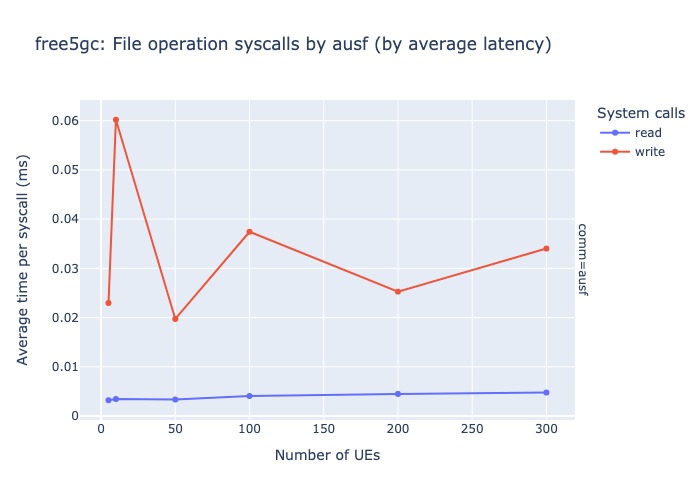 free5gc: File operation syscalls by ausf (by average latency)
System calls
read
write
Average time per syscall (ms)
0.06
0.05
0.04
0.03
0.02
0.01
0
comm=ausf
0 50 100 150 200 250 300
Number of UEs